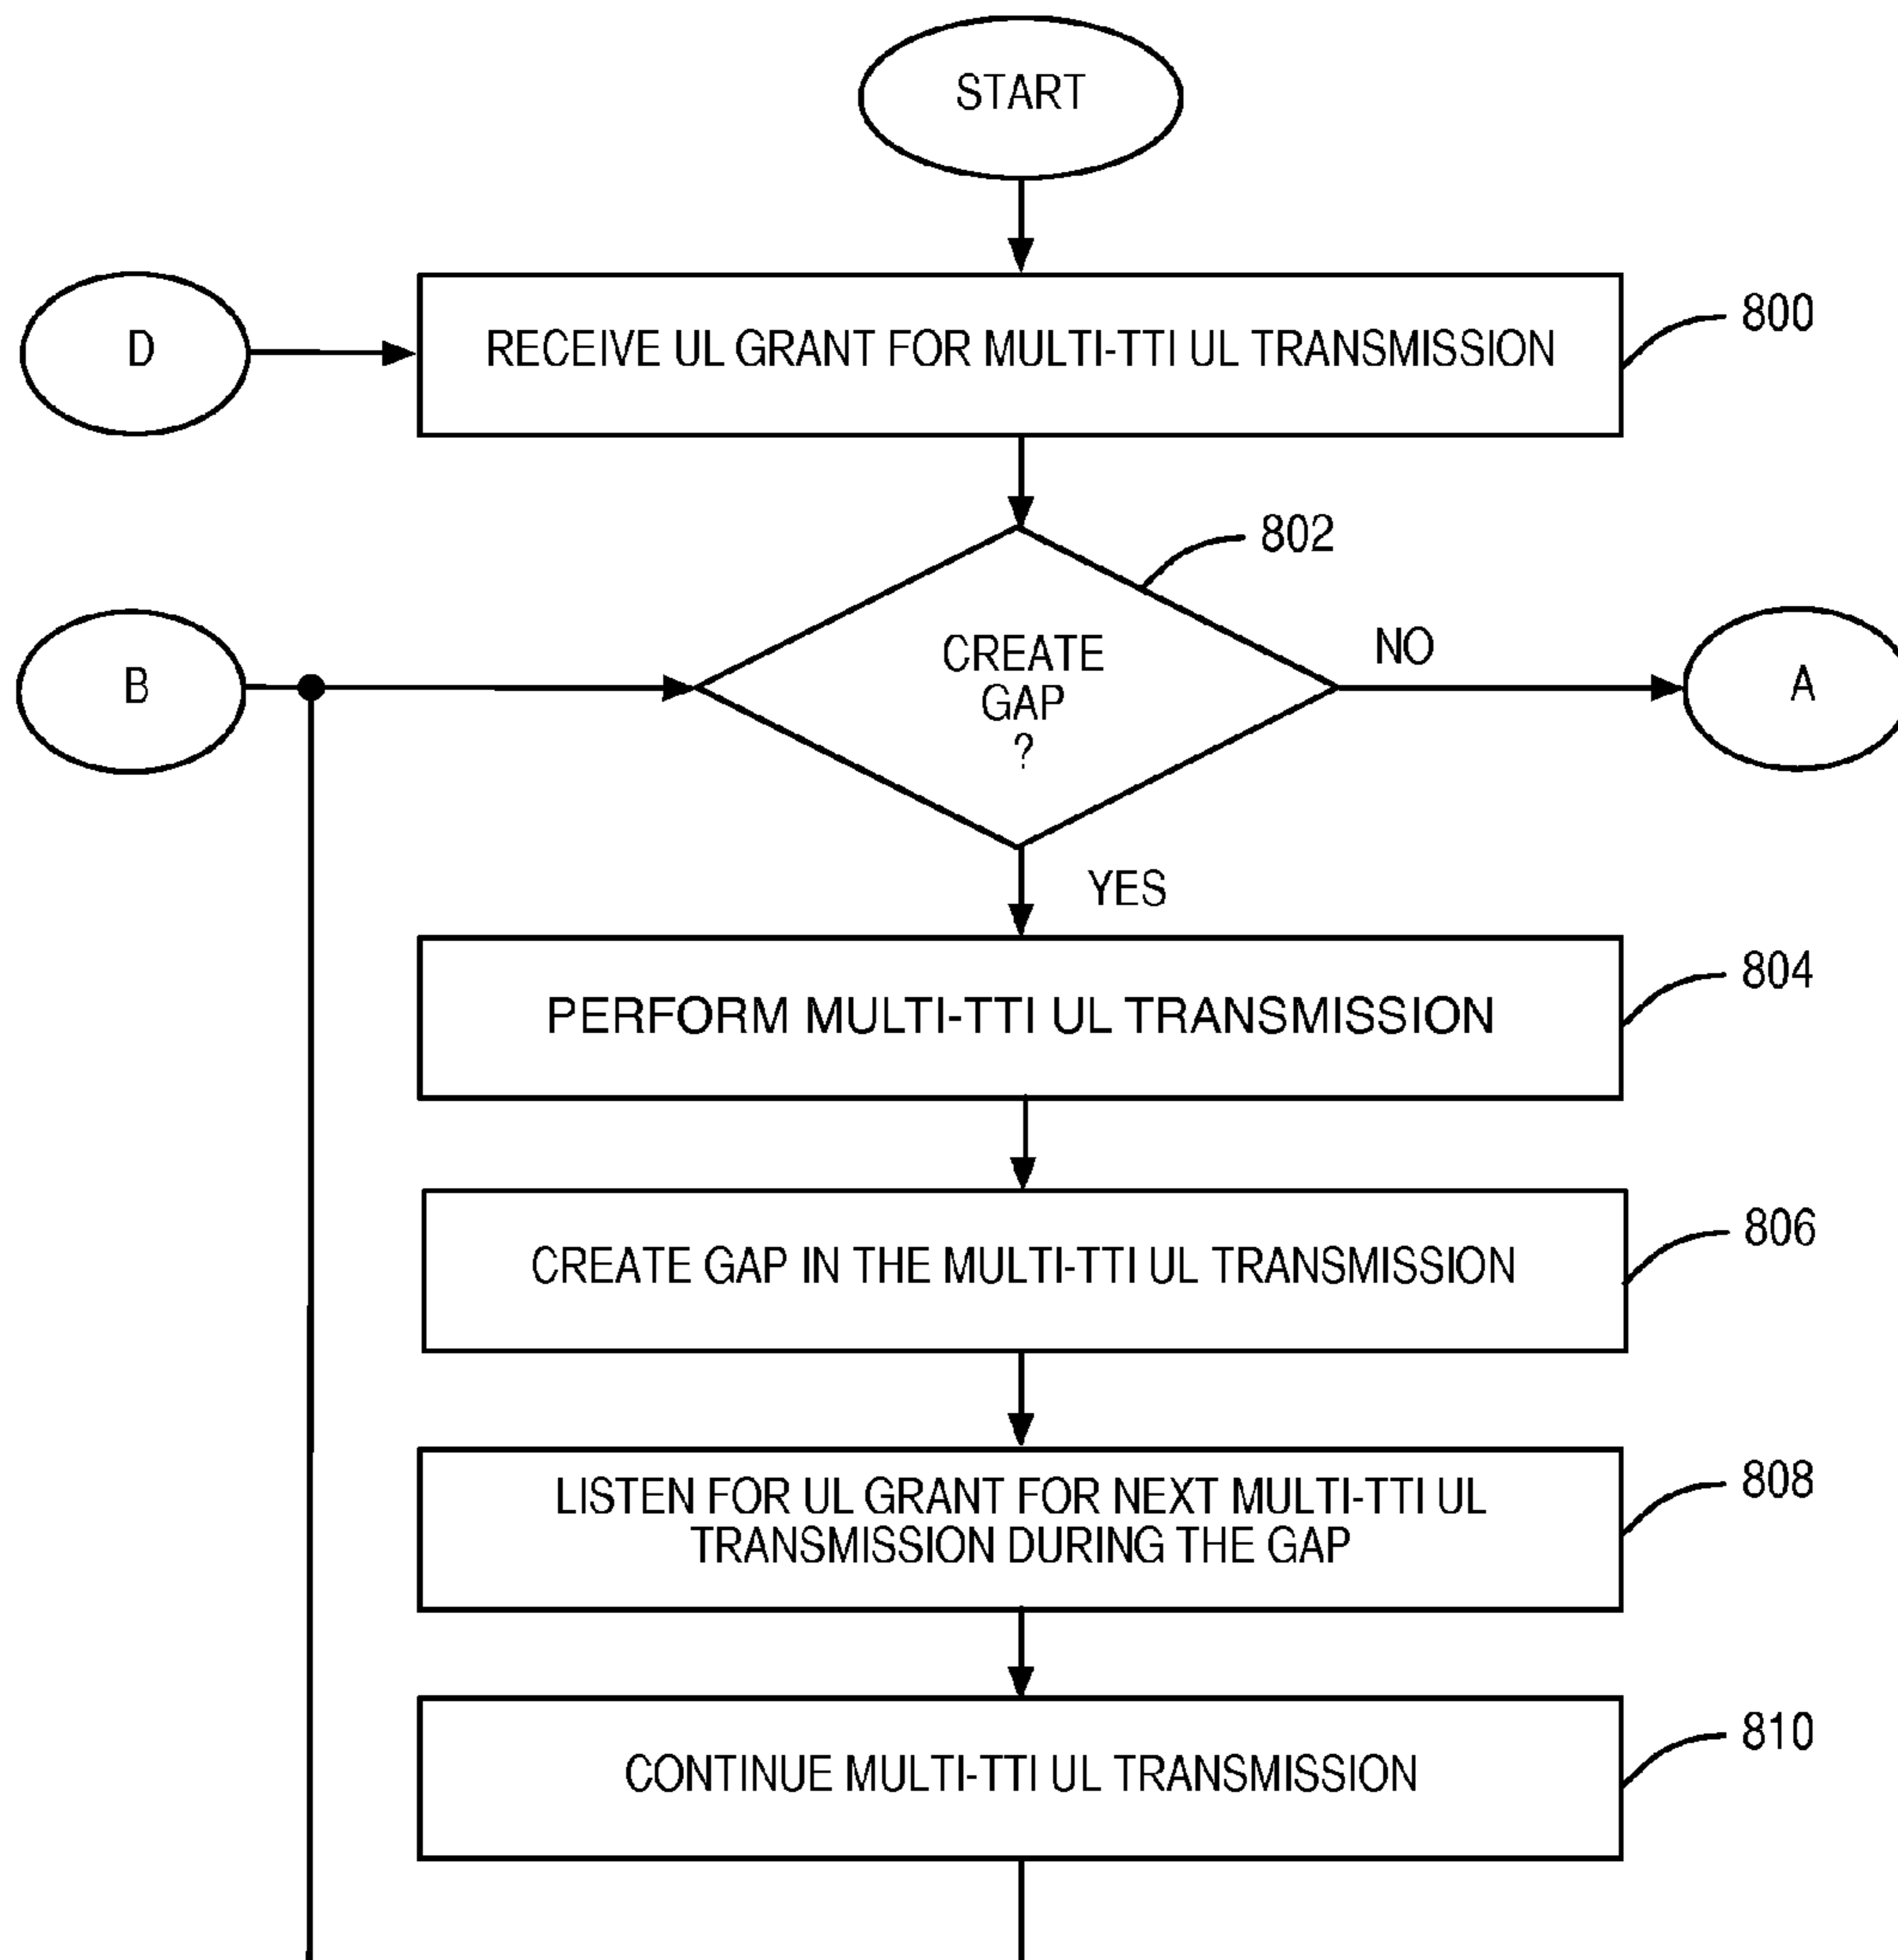 START
D
RECEIVE UL GRANT FOR MULTI-TTI UL TRANSMISSION
800
802
B
CREATE
GAP
?
NO
A
YES
PERFORM MULTI-TTI UL TRANSMISSION
804
CREATE GAP IN THE MULTI-TTI UL TRANSMISSION
806
LISTEN FOR UL GRANT FOR NEXT MULTI-TTI UL
TRANSMISSION DURING THE GAP
808
CONTINUE MULTI-TTI UL TRANSMISSION
810